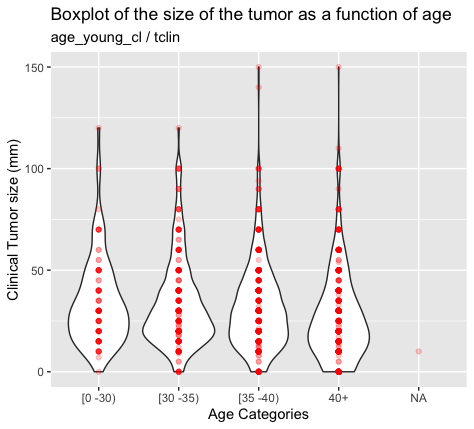 Boxplot of the size of the tumor as a function of age
age_young_cl / tclin
150
100
50
0
Clinical Tumor size (mm)
[0 -30)
[30 -35)
[35 -40)
40+
NA
Age Categories